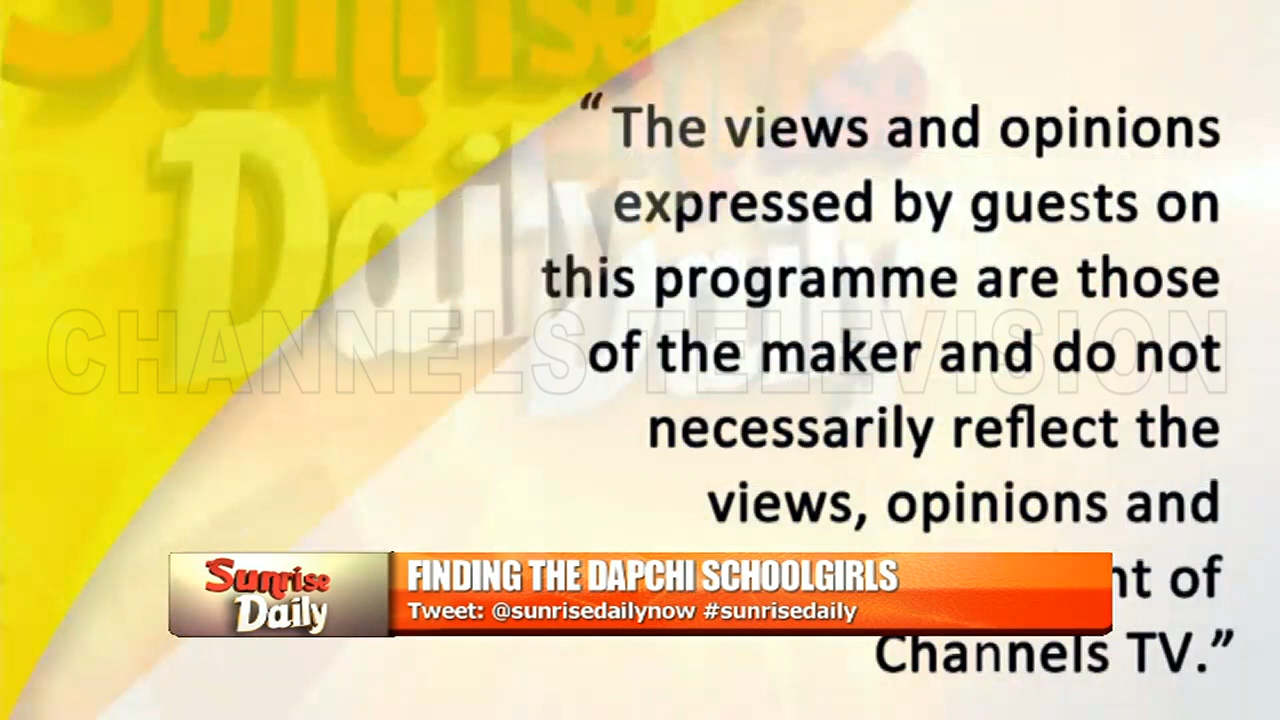 Sunrise
Daily
“ The views and opinions
expressed by guests on
this programme are those
of the maker and do not
CHANNELS TELEVISION
necessarily reflect the
views, opinions and
of
Channels TV.”
Sunrise
Daily
FINDING THE DAPCHI SCHOOLGIRLS
Tweet: @sunrisedailynow #sunrisedaily